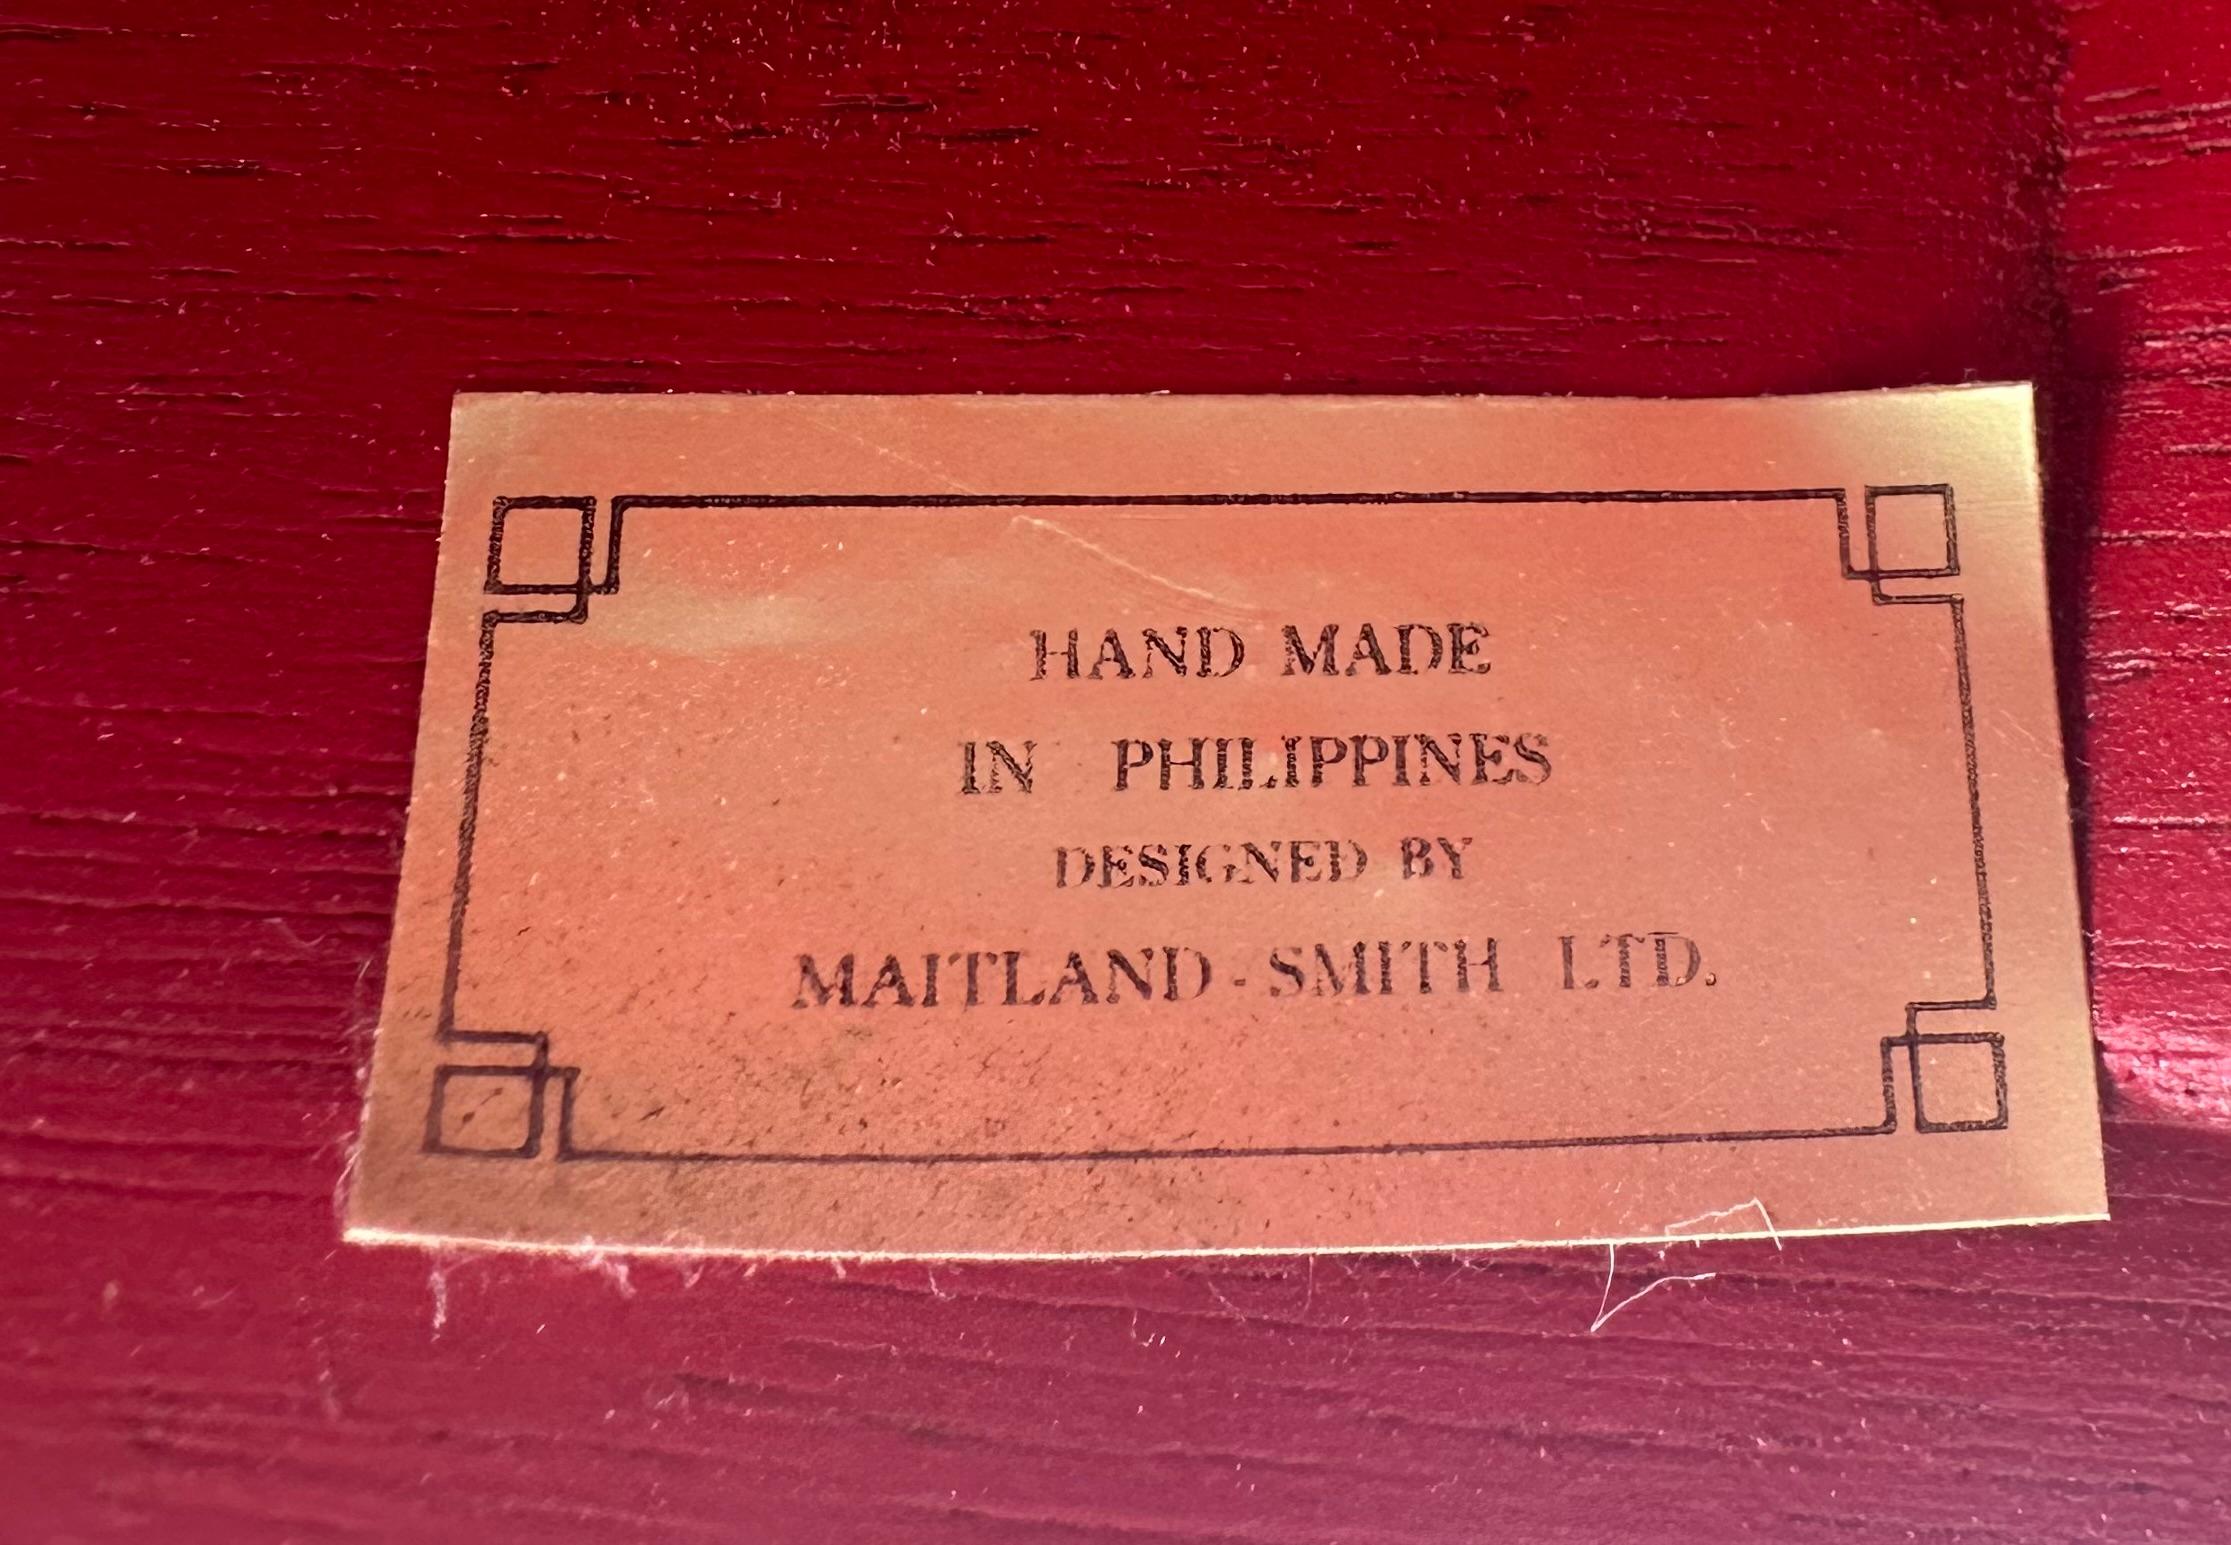 HAND MADE
IN PHILIPPINES
DESIGNED BY
MAITLAND-SMITH LTD.